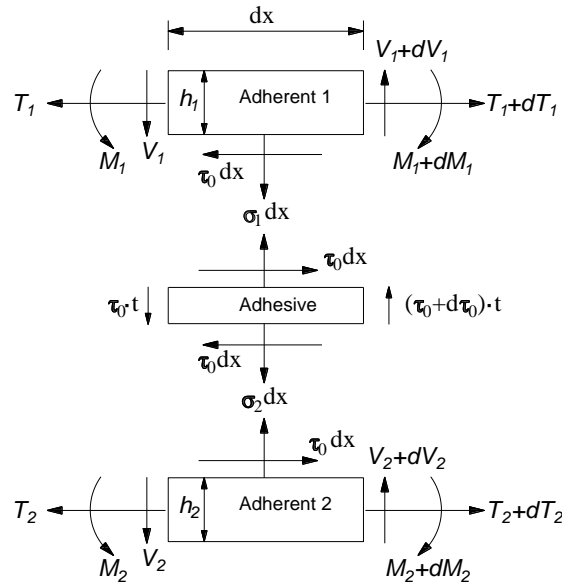 dx
V₁+dV₁
T₁
h₁
Adherent 1
T₁+dT₁
M₁
V₁
τ₀dx
M₁+dM₁
σ₁dx
τ₀dx
τ₀·t
Adhesive
(τ₀+dτ₀)·t
τ₀dx
σ₂dx
τ₀dx
V₂+dV₂
T₂
h₂
Adherent 2
T₂+dT₂
M₂
V₂
M₂+dM₂